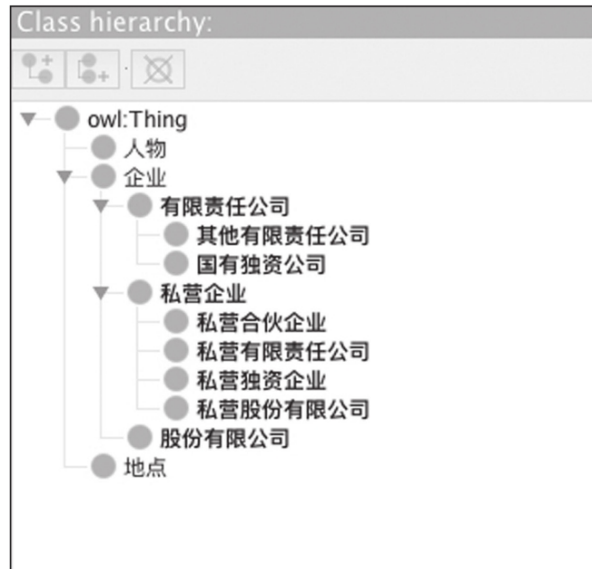 Class hierarchy:
owl:Thing
人物
企业
有限责任公司
其他有限责任公司
国有独资公司
私营企业
私营合伙企业
私营有限责任公司
私营独资企业
私营股份有限公司
股份有限公司
地点